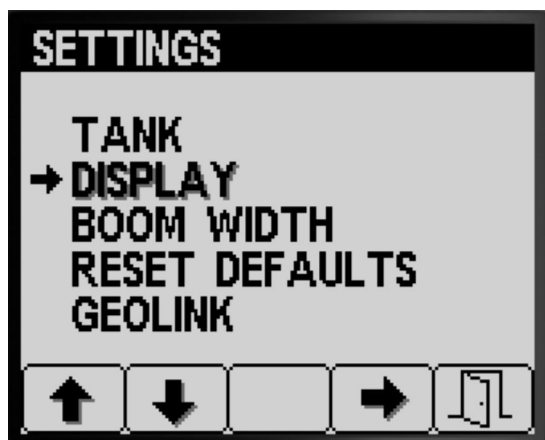 SETTINGS
TANK
DISPLAY
BOOM WIDTH
RESET DEFAULTS
GEOLINK